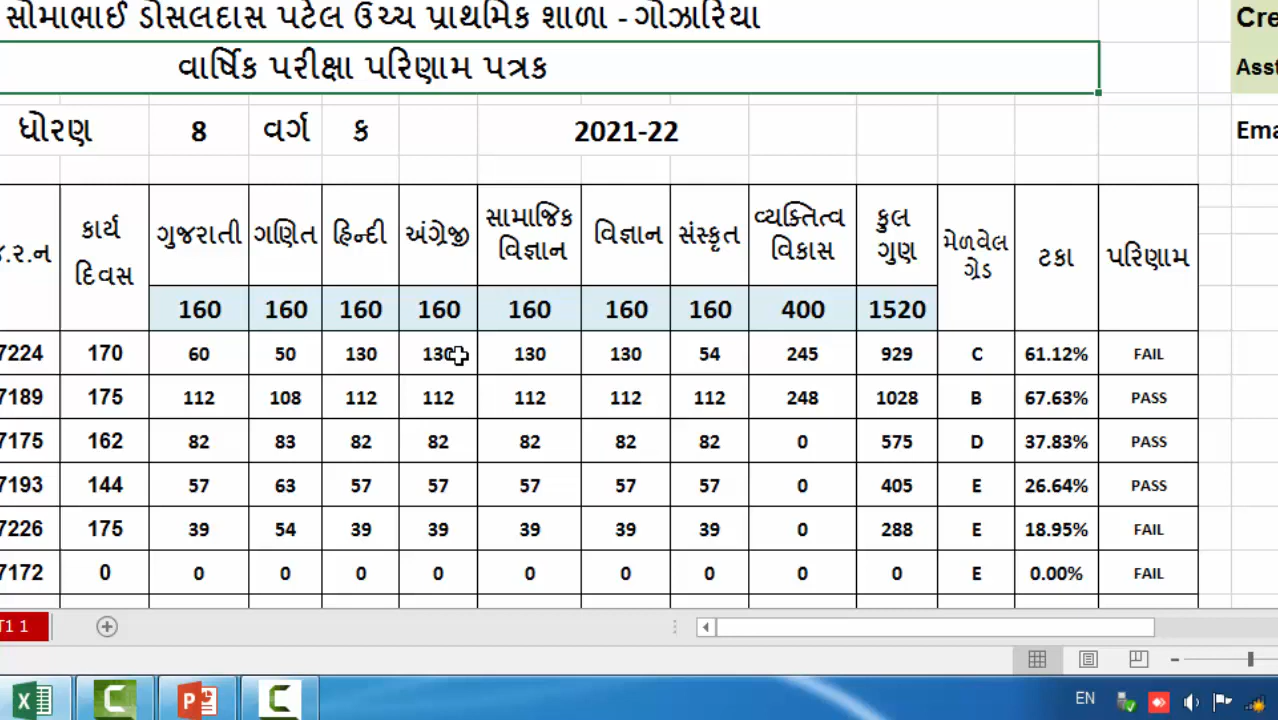 સોમાભાઈ ડોસલદાસ પટેલ ઉચ્ચ પ્રાથમિક શાળા - ગોઝારિયા
Cre
વાર્ષિક પરીક્ષા પરિણામ પત્રક
Asst
ધોરણ 8 વર્ગ ક 2021-22
Ema
.ર.ન કાર્ય દિવસ ગુજરાતી ગણિત હિન્દી અંગ્રેજી સામાજિક વિજ્ઞાન વિજ્ઞાન સંસ્કૃત વ્યક્તિત્વ વિકાસ કુલ ગુણ મેળવેલ ગ્રેડ ટકા પરિણામ
160 160 160 160 160 160 160 400 1520
7224 170 60 50 130 130 130 130 54 245 929 C 61.12% FAIL
7189 175 112 108 112 112 112 112 112 248 1028 B 67.63% PASS
7175 162 82 83 82 82 82 82 82 0 575 D 37.83% PASS
7193 144 57 63 57 57 57 57 57 0 405 E 26.64% PASS
7226 175 39 54 39 39 39 39 39 0 288 E 18.95% FAIL
7172 0 0 0 0 0 0 0 0 0 0 E 0.00% FAIL
T1 1
EN